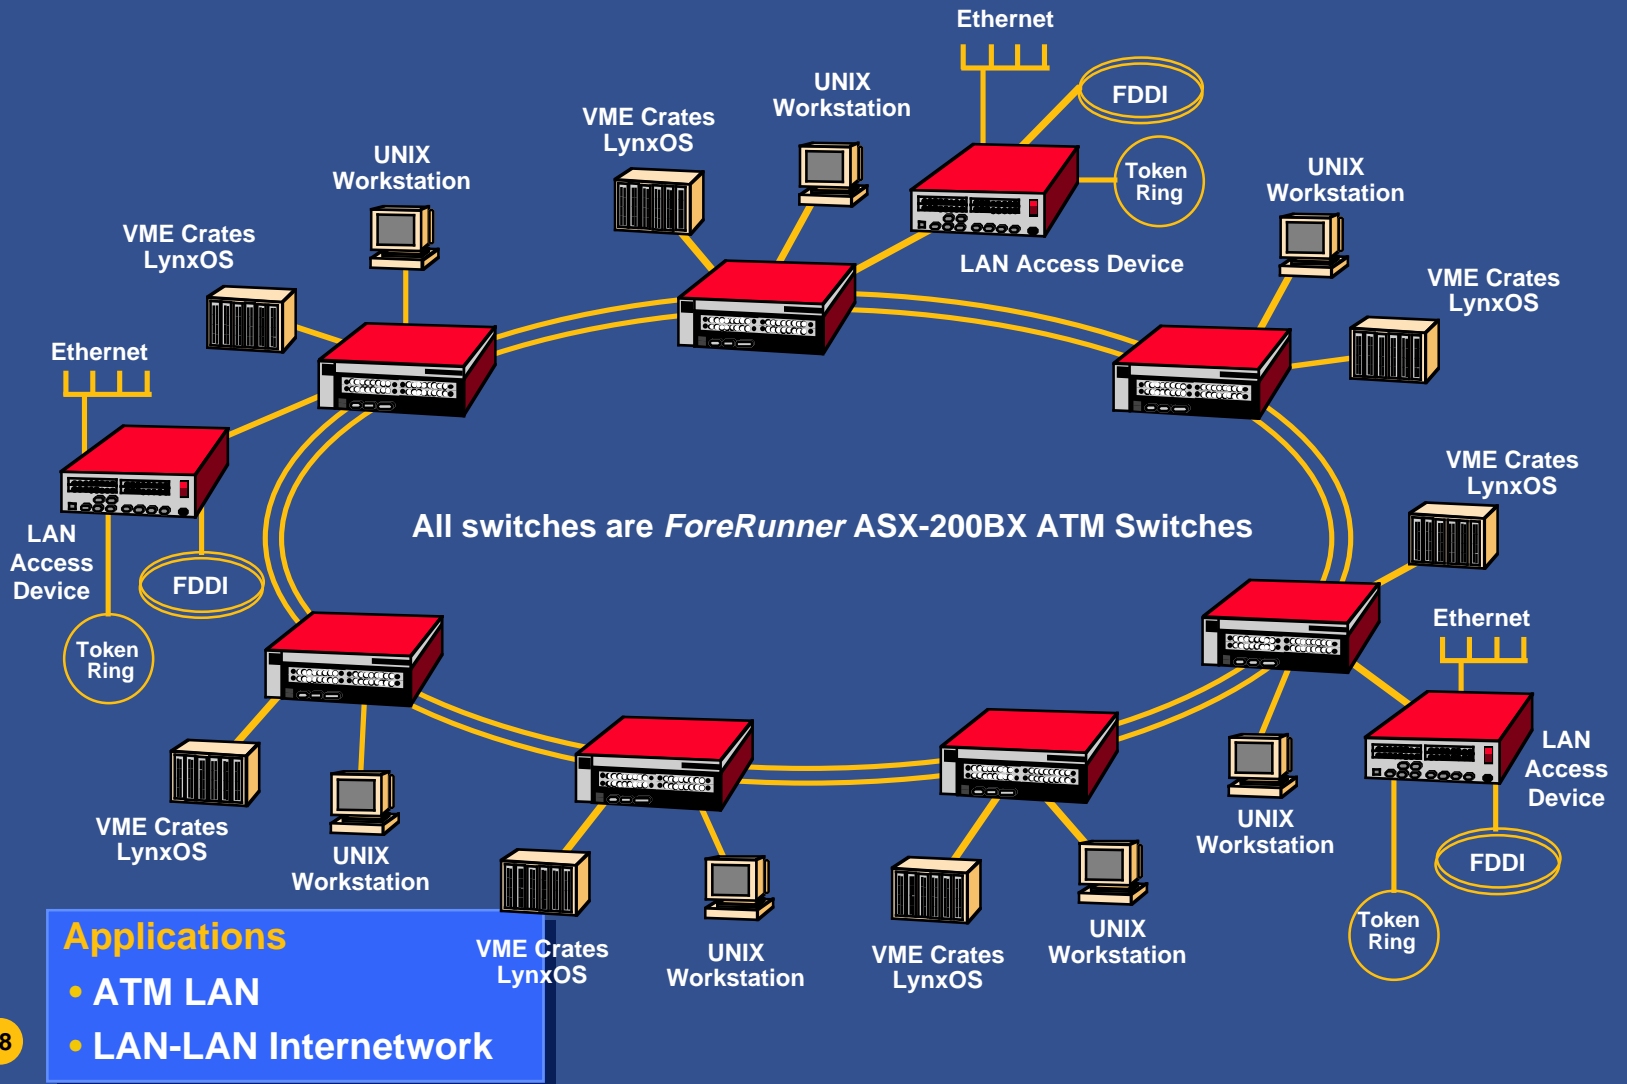 Ethernet
FDDI
Token
Ring
LAN Access Device
UNIX
Workstation
VME Crates
LynxOS
UNIX
Workstation
VME Crates
LynxOS
UNIX
Workstation
VME Crates
LynxOS
Ethernet
LAN
Access
Device
FDDI
Token
Ring
All switches are ForeRunner ASX-200BX ATM Switches
VME Crates
LynxOS
Ethernet
LAN
Access
Device
FDDI
Token
Ring
UNIX
Workstation
VME Crates
LynxOS
UNIX
Workstation
VME Crates
LynxOS
UNIX
Workstation
VME Crates
LynxOS
UNIX
Workstation
Applications
• ATM LAN
• LAN-LAN Internetwork
8